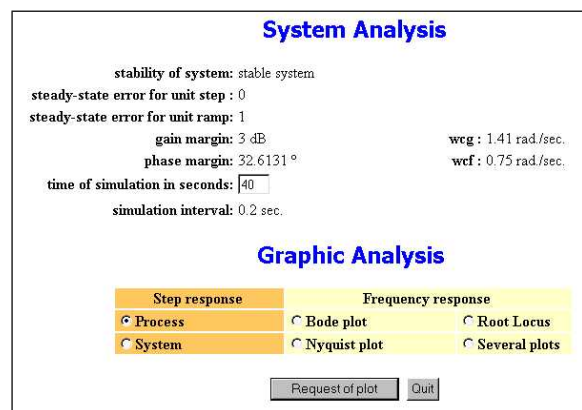 System Analysis
stability of system: stable system
steady-state error for unit step : 0
steady-state error for unit ramp: 1
gain margin: 3 dB wcg : 1.41 rad./sec.
phase margin: 32.6131 º wcf : 0.75 rad./sec.
time of simulation in seconds: 40
simulation interval: 0.2 sec.
Graphic Analysis
Step response Frequency response
Process Bode plot Root Locus
System Nyquist plot Several plots
Request of plot Quit